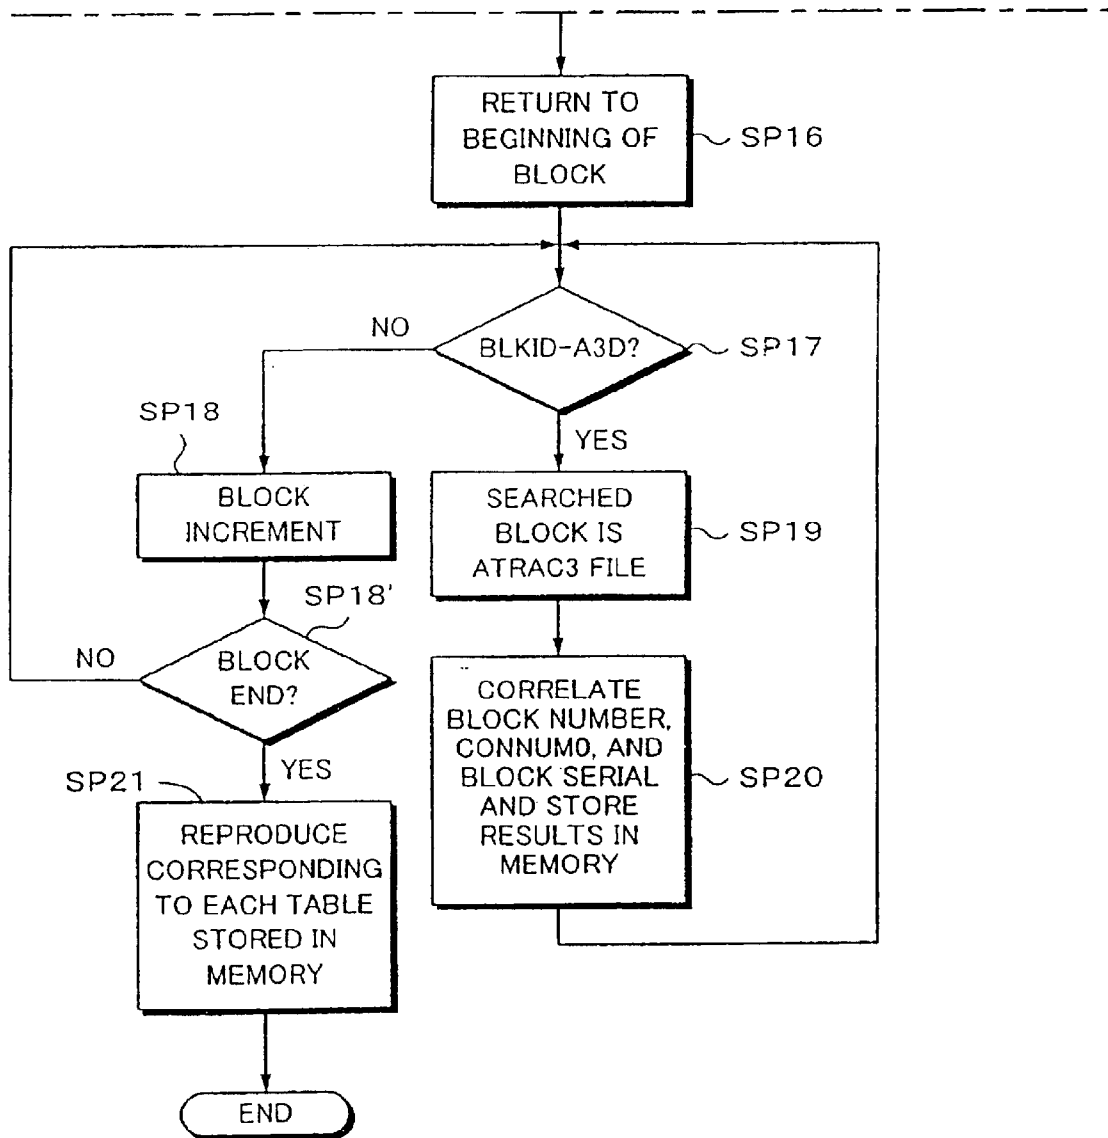 RETURN TO
BEGINNING OF
BLOCK
SP16
NO
BLKID-A3D?
SP17
YES
SP18
BLOCK
INCREMENT
SEARCHED
BLOCK IS
ATRAC3 FILE
SP19
SP18'
NO
BLOCK
END?
YES
CORRELATE
BLOCK NUMBER,
CONNUM0, AND
BLOCK SERIAL
AND STORE
RESULTS IN
MEMORY
SP20
SP21
REPRODUCE
CORRESPONDING
TO EACH TABLE
STORED IN
MEMORY
END